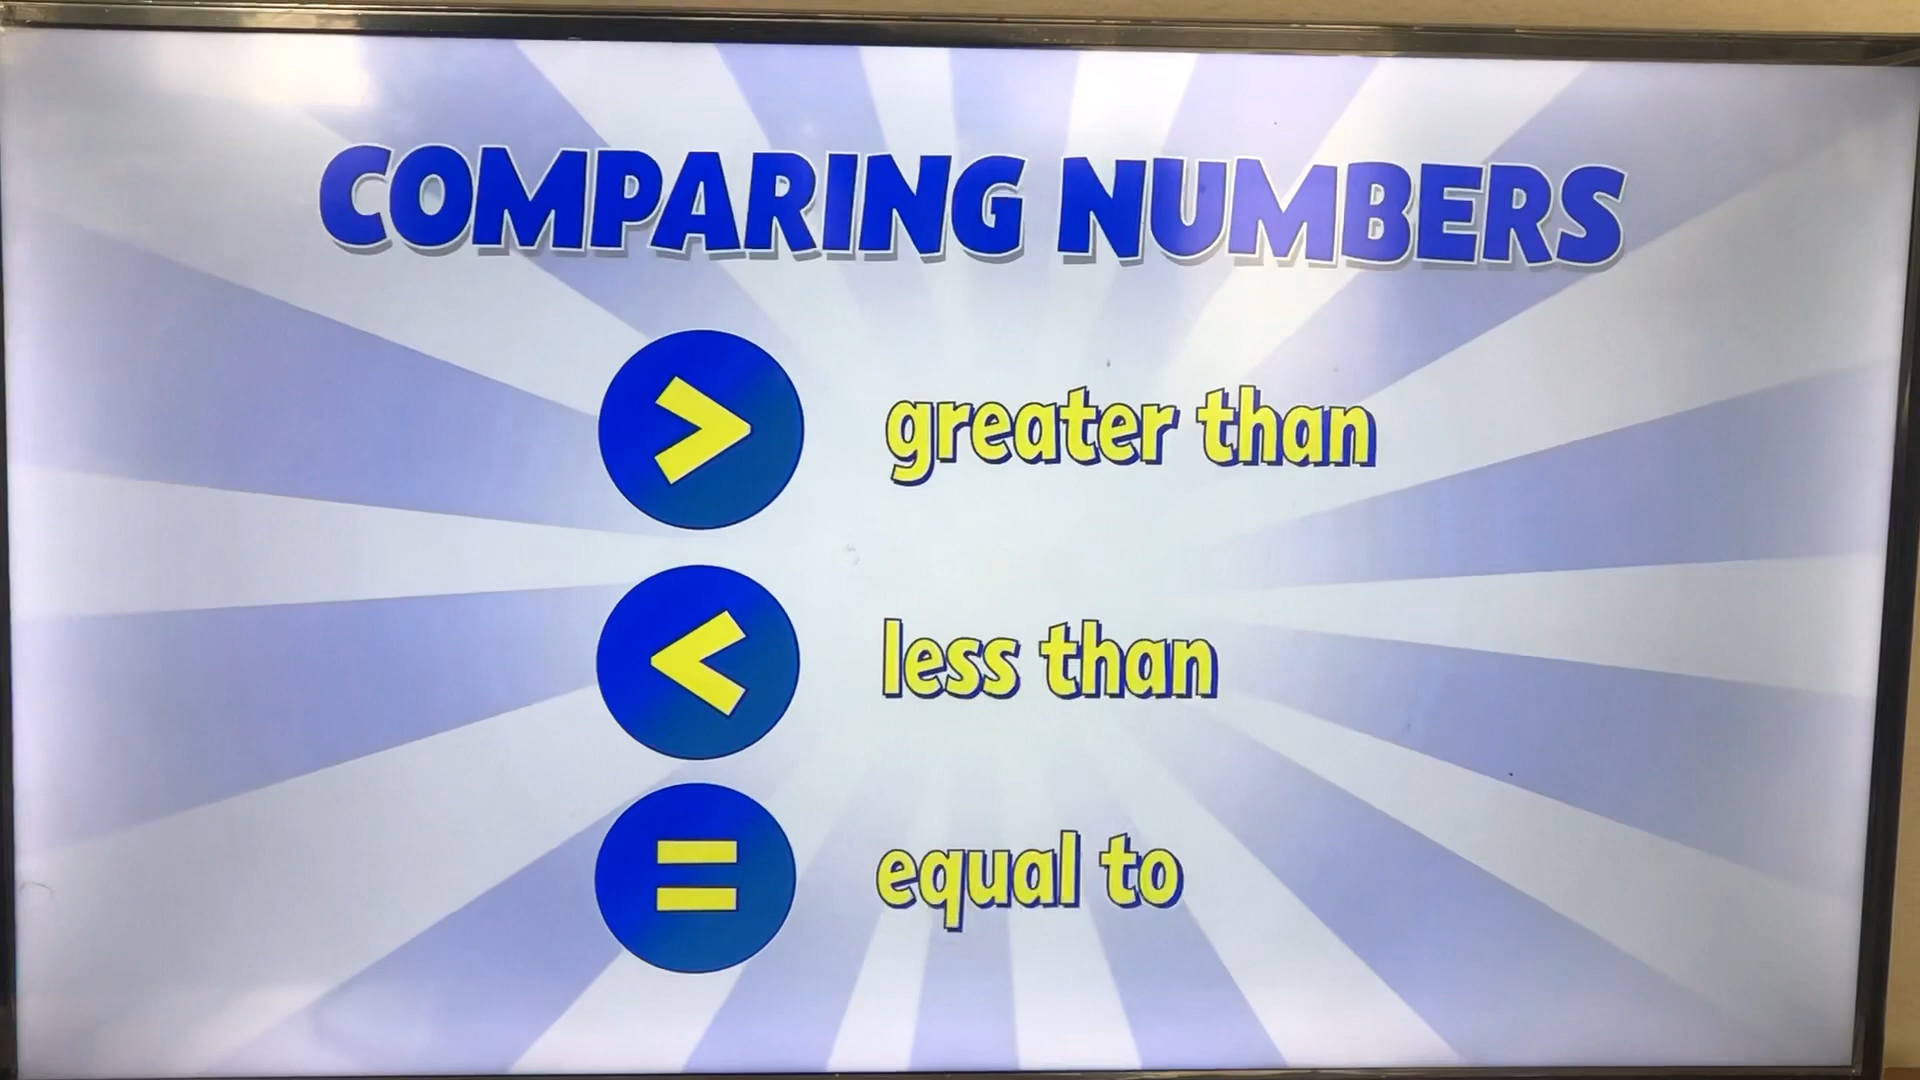 COMPARING NUMBERS
> greater than
< less than
= equal to